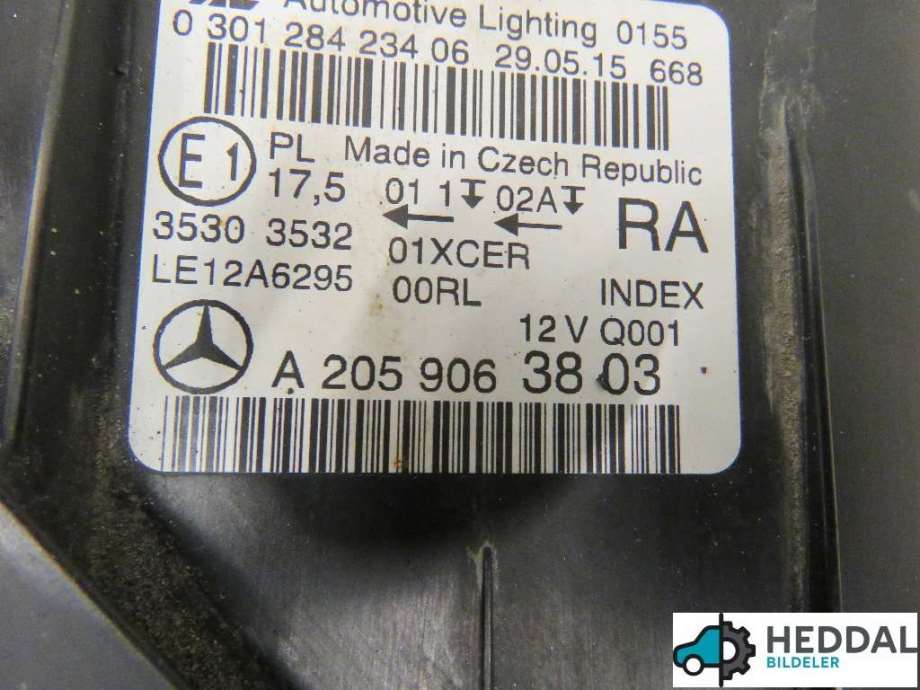 Automotive Lighting 0155
0 301 284 234 06 29.05.15 668
E1 PL Made in Czech Republic
17,5 01 1 02A RA
3530 3532 01XCER
LE12A6295 00RL INDEX
12 V Q001
A 205 906 38 03
HEDDAL
BILDELER